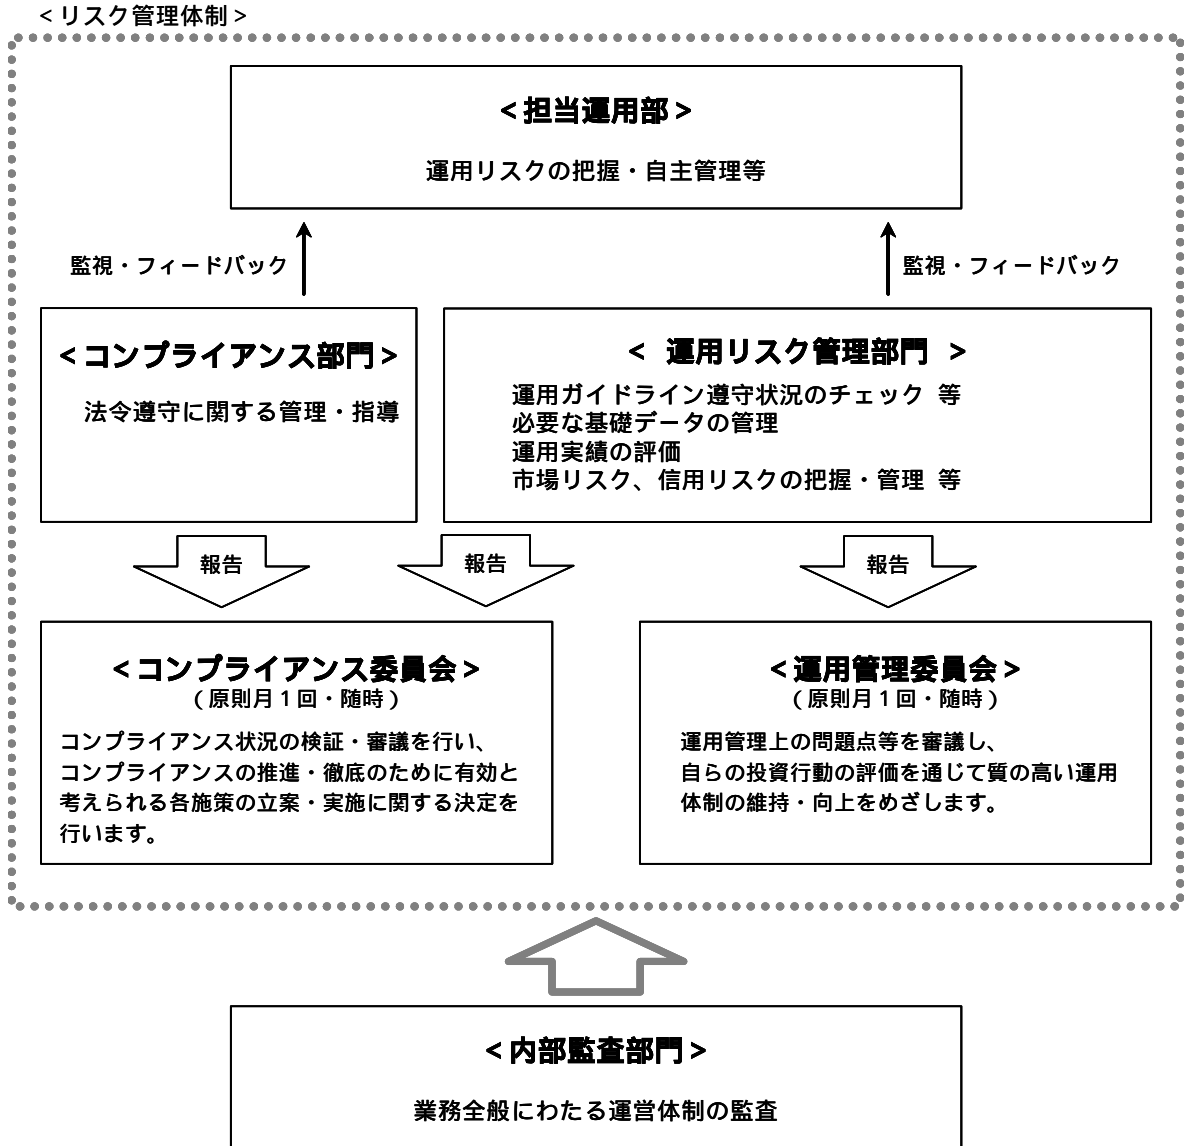 ＜リスク管理体制＞
＜担当運用部＞
運用リスクの把握・自主管理等
監視・フィードバック
監視・フィードバック
＜コンプライアンス部門＞
法令遵守に関する管理・指導
＜ 運用リスク管理部門 ＞
運用ガイドライン遵守状況のチェック 等
必要な基礎データの管理
運用実績の評価
市場リスク、信用リスクの把握・管理 等
報告
報告
報告
＜コンプライアンス委員会＞
（原則月１回・随時）
コンプライアンス状況の検証・審議を行い、
コンプライアンスの推進・徹底のために有効と
考えられる各施策の立案・実施に関する決定を
行います。
＜運用管理委員会＞
（原則月１回・随時）
運用管理上の問題点等を審議し、
自らの投資行動の評価を通じて質の高い運用
体制の維持・向上をめざします。
＜内部監査部門＞
業務全般にわたる運営体制の監査